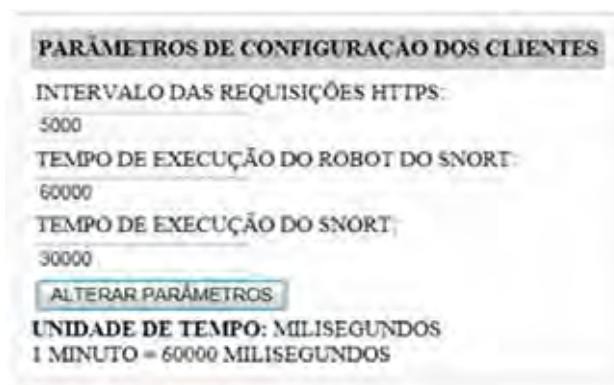 PARÂMETROS DE CONFIGURAÇÃO DOS CLIENTES
INTERVALO DAS REQUISIÇÕES HTTPS:
5000
TEMPO DE EXECUÇÃO DO ROBOT DO SNORT:
60000
TEMPO DE EXECUÇÃO DO SNORT:
30000
ALTERAR PARÂMETROS
UNIDADE DE TEMPO: MILISEGUNDOS
1 MINUTO = 60000 MILISEGUNDOS